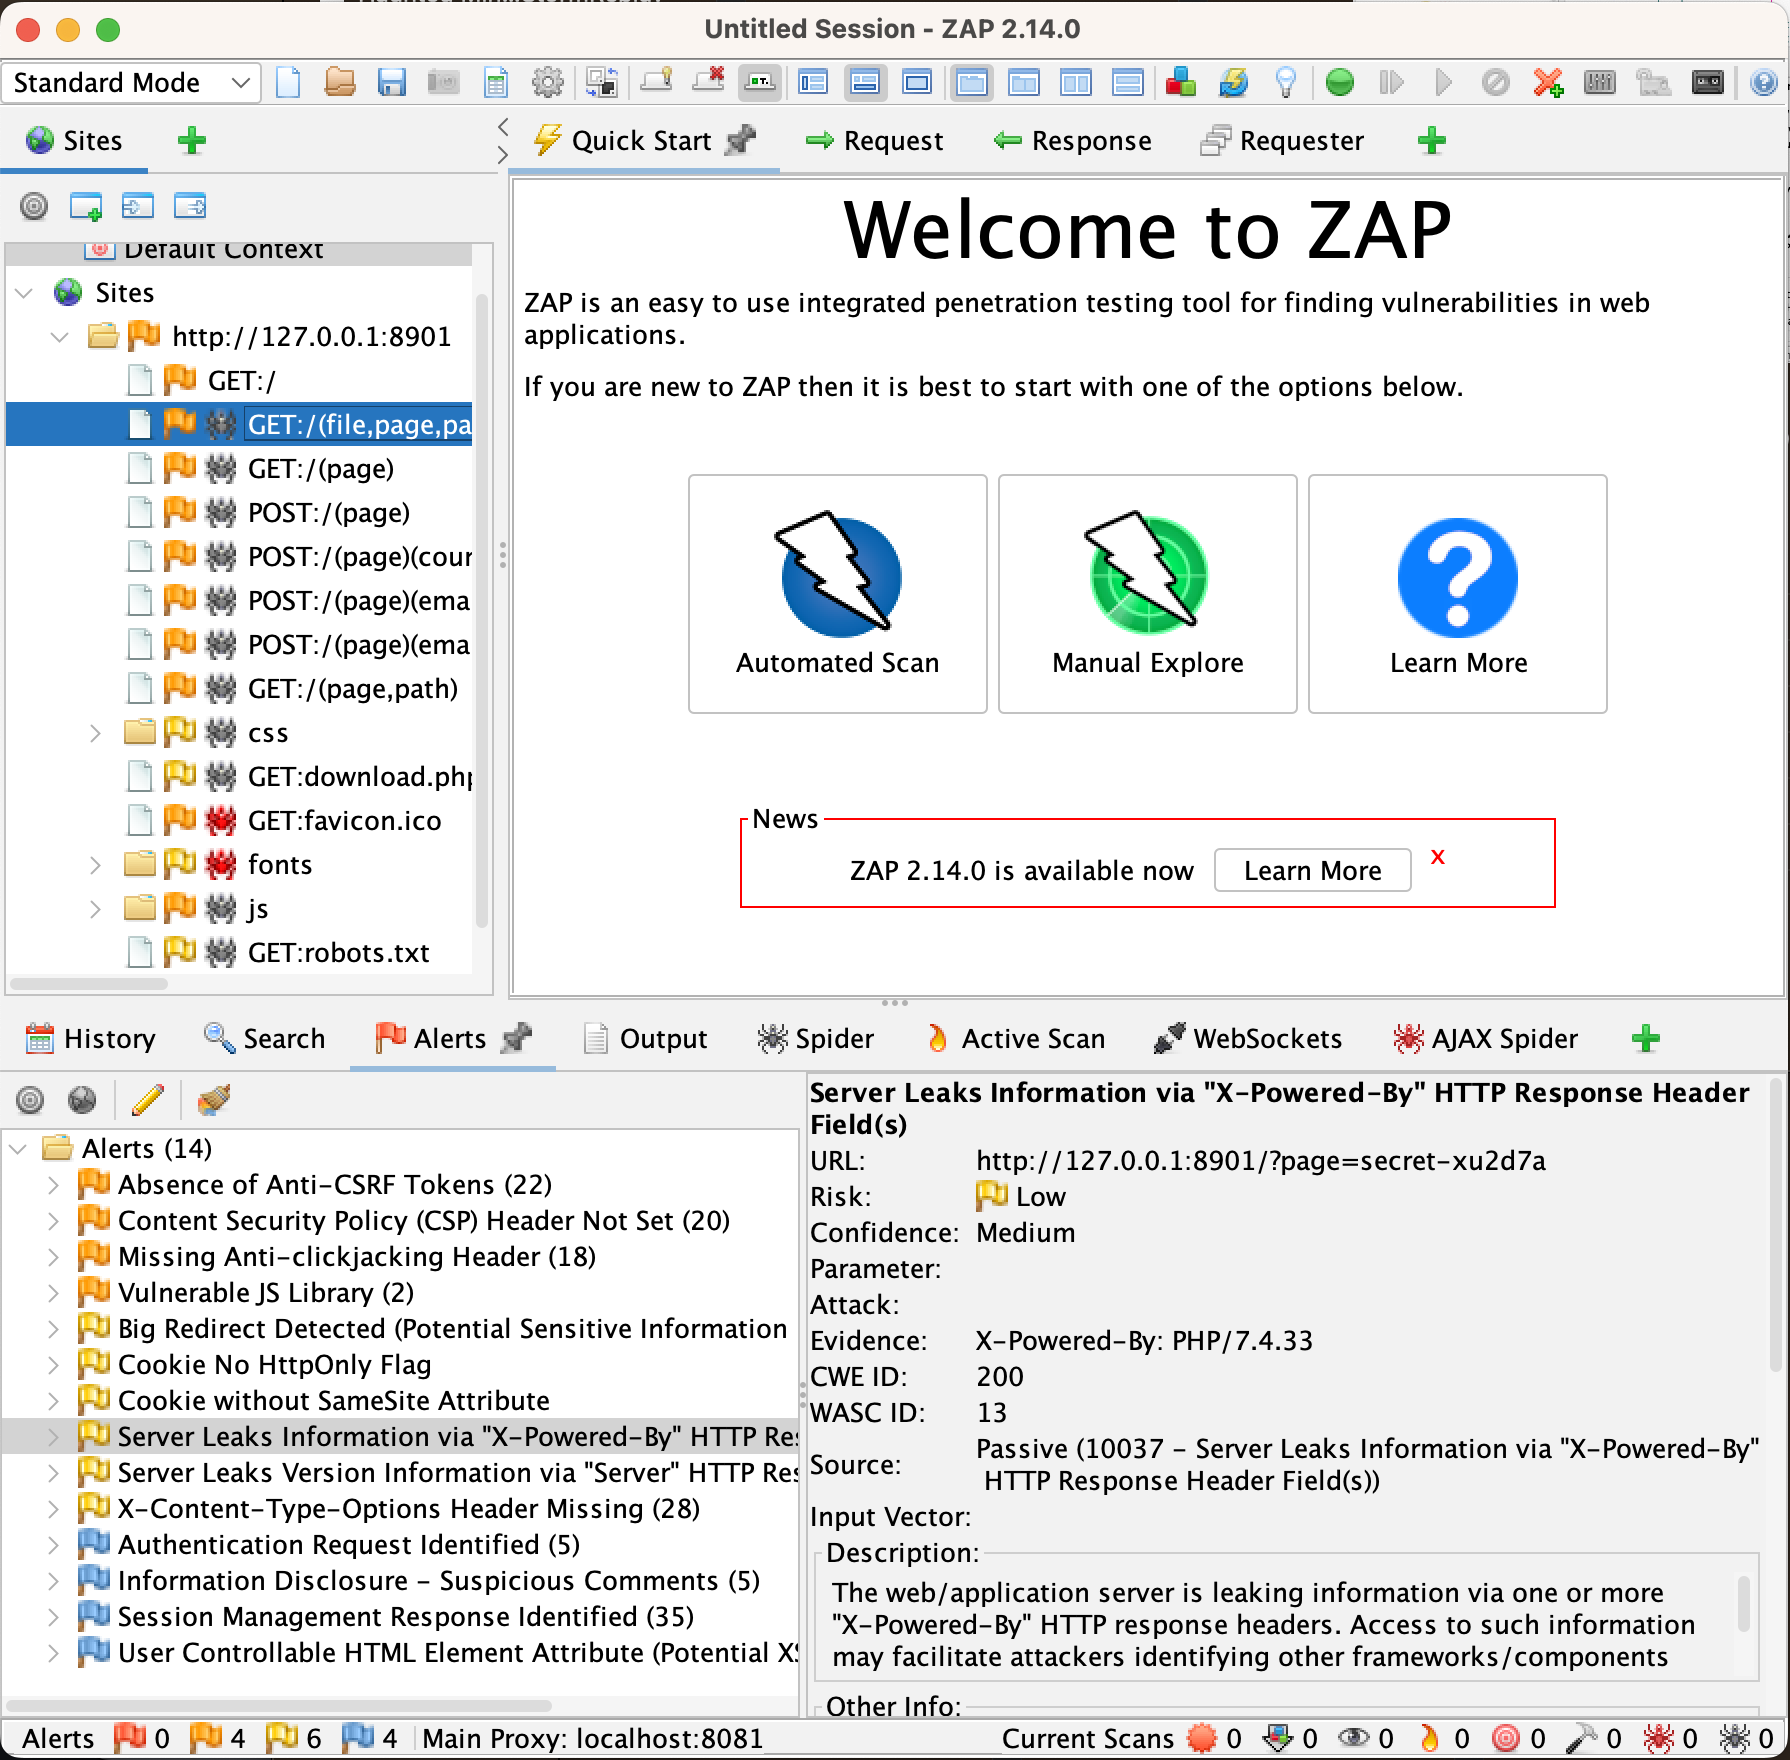 Untitled Session - ZAP 2.14.0
Standard Mode
Sites
Quick Start
Request
Response
Requester
Default Context
Sites
http://127.0.0.1:8901
GET:/
GET:/(file,page,pa
GET:/(page)
POST:/(page)
POST:/(page)(cour
POST:/(page)(ema
POST:/(page)(ema
GET:/(page,path)
css
GET:download.php
GET:favicon.ico
fonts
js
GET:robots.txt
Welcome to ZAP
ZAP is an easy to use integrated penetration testing tool for finding vulnerabilities in web
applications.
If you are new to ZAP then it is best to start with one of the options below.
Automated Scan
Manual Explore
Learn More
News
ZAP 2.14.0 is available now
Learn More
x
History
Search
Alerts
Output
Spider
Active Scan
WebSockets
AJAX Spider
Alerts (14)
Absence of Anti-CSRF Tokens (22)
Content Security Policy (CSP) Header Not Set (20)
Missing Anti-clickjacking Header (18)
Vulnerable JS Library (2)
Big Redirect Detected (Potential Sensitive Information
Cookie No HttpOnly Flag
Cookie without SameSite Attribute
Server Leaks Information via "X-Powered-By" HTTP Res
Server Leaks Version Information via "Server" HTTP Res
X-Content-Type-Options Header Missing (28)
Authentication Request Identified (5)
Information Disclosure - Suspicious Comments (5)
Session Management Response Identified (35)
User Controllable HTML Element Attribute (Potential XS
Server Leaks Information via "X-Powered-By" HTTP Response Header
Field(s)
URL: http://127.0.0.1:8901/?page=secret-xu2d7a
Risk: Low
Confidence: Medium
Parameter:
Attack:
Evidence: X-Powered-By: PHP/7.4.33
CWE ID: 200
WASC ID: 13
Source: Passive (10037 - Server Leaks Information via "X-Powered-By"
HTTP Response Header Field(s))
Input Vector:
Description:
The web/application server is leaking information via one or more
"X-Powered-By" HTTP response headers. Access to such information
may facilitate attackers identifying other frameworks/components
Other Info:
Alerts 0 4 6 4 Main Proxy: localhost:8081
Current Scans 0 0 0 0 0 0 0 0